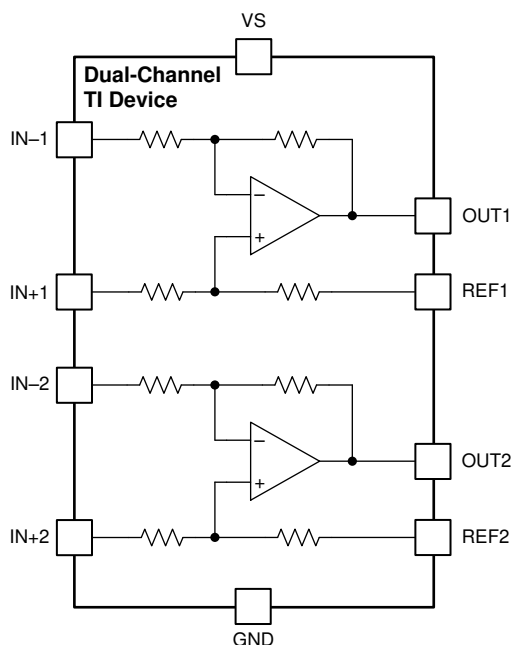 VS
Dual-Channel
TI Device
IN–1
−
OUT1
+
IN+1
REF1
IN–2
−
OUT2
+
IN+2
REF2
GND